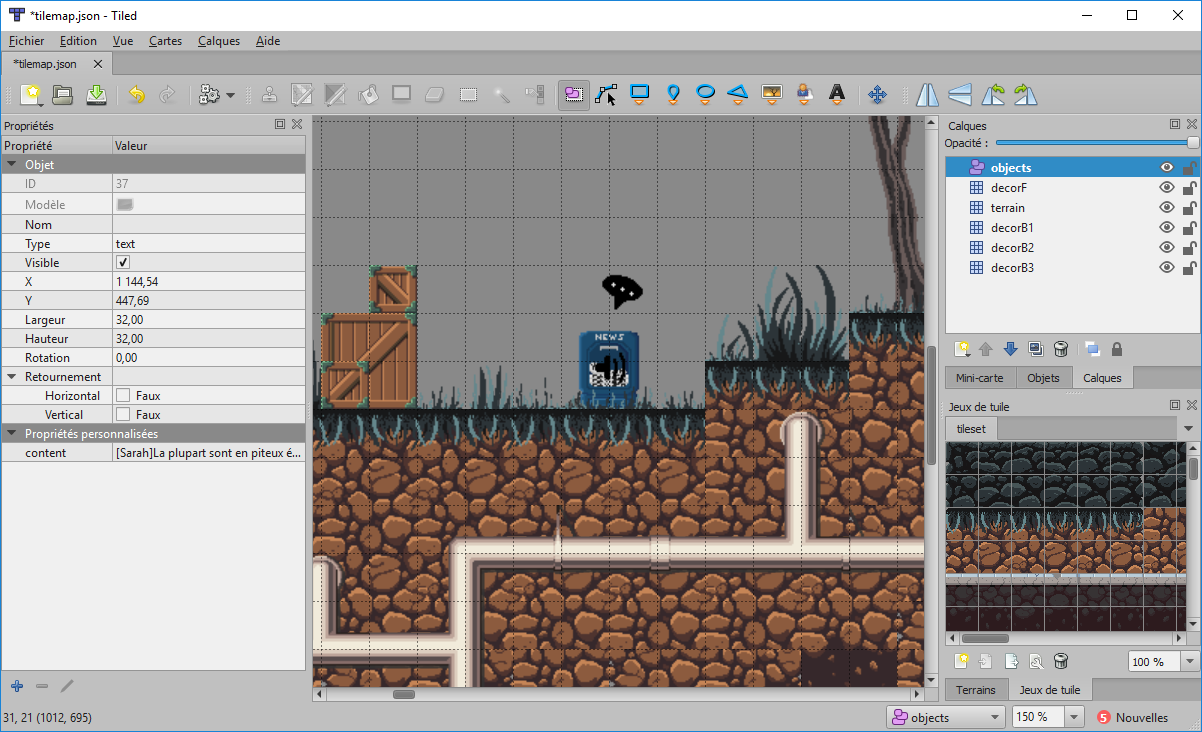 *tilemap.json - Tiled
Fichier Edition Vue Cartes Calques Aide
*tilemap.json
Propriétés
Propriété Valeur
Objet
ID 37
Modèle
Nom
Type text
Visible
X 1 144,54
Y 447,69
Largeur 32,00
Hauteur 32,00
Rotation 0,00
Retournement
Horizontal Faux
Vertical Faux
Propriétés personnalisées
content [Sarah]La plupart sont en piteux é...
NEWS
Calques
Opacité :
objects
decorF
terrain
decorB1
decorB2
decorB3
Mini-carte Objets Calques
Jeux de tuile
tileset
100 %
Terrains Jeux de tuile
31, 21 (1012, 695)
objects 150 % 5 Nouvelles